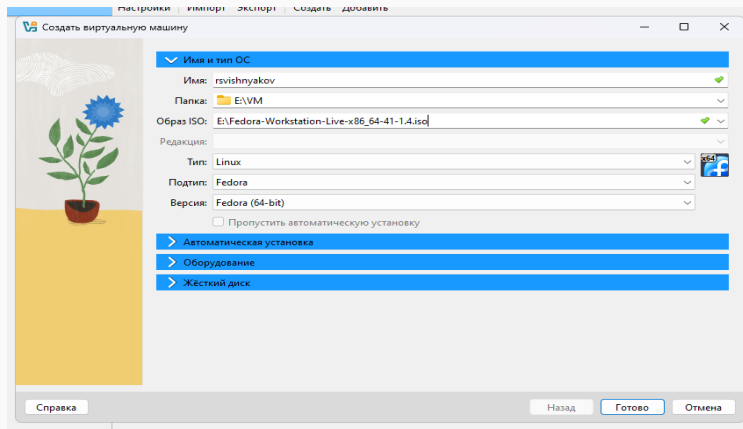 Настройки Импорт Экспорт Создать Добавить
Создать виртуальную машину
Имя и тип ОС
Имя: rsvishnyakov
Папка: E:\VM
Образ ISO: E:\Fedora-Workstation-Live-x86_64-41-1.4.iso
Редакция:
Тип: Linux
x64
Подтип: Fedora
Версия: Fedora (64-bit)
Пропустить автоматическую установку
Автоматическая установка
Оборудование
Жёсткий диск
Справка Назад Готово Отмена